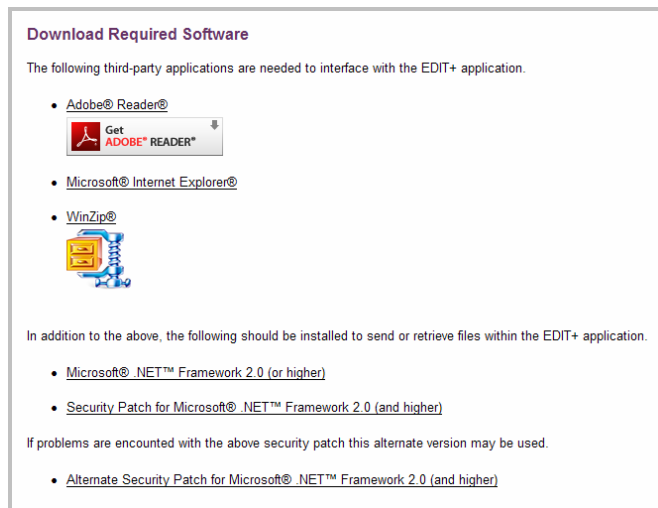 Download Required Software
The following third-party applications are needed to interface with the EDIT+ application.
• Adobe® Reader®
Get
ADOBE® READER®
• Microsoft® Internet Explorer®
• WinZip®
In addition to the above, the following should be installed to send or retrieve files within the EDIT+ application.
• Microsoft® .NET™ Framework 2.0 (or higher)
• Security Patch for Microsoft® .NET™ Framework 2.0 (and higher)
If problems are encounted with the above security patch this alternate version may be used.
• Alternate Security Patch for Microsoft® .NET™ Framework 2.0 (and higher)